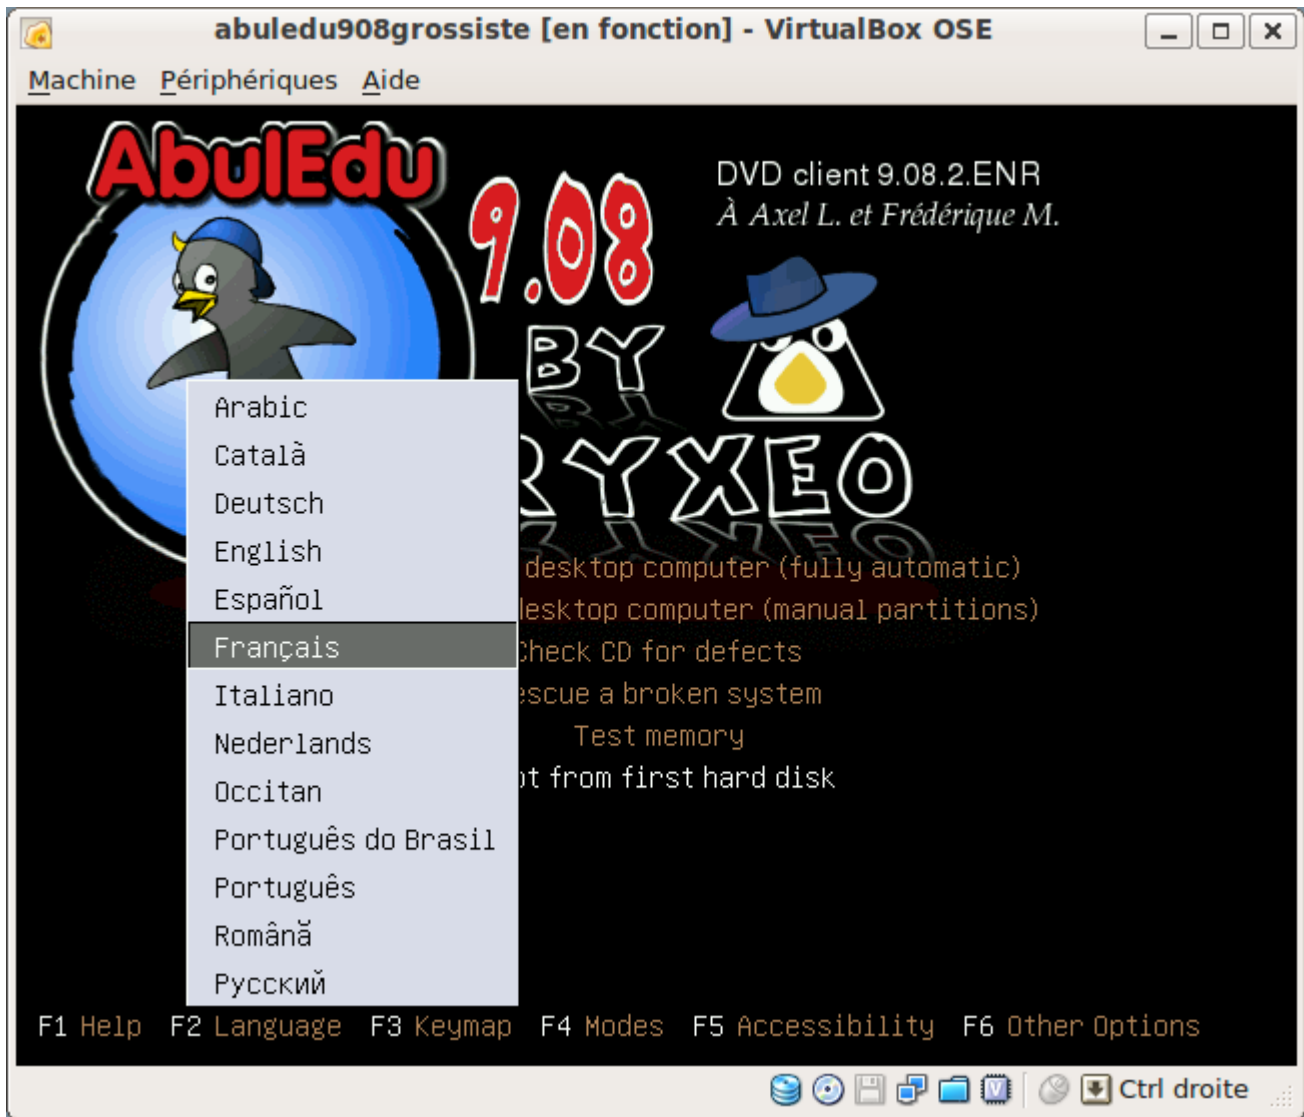 abuledu908grossiste [en fonction] - VirtualBox OSE
Machine Périphériques Aide
AbulEdu
9.08
DVD client 9.08.2.ENR
À Axel L. et Frédérique M.
BY
RYXEO
Arabic
Català
Deutsch
English
Español
Français
Italiano
Nederlands
Occitan
Português do Brasil
Português
Română
Русский
desktop computer (fully automatic)
desktop computer (manual partitions)
Check CD for defects
escue a broken system
Test memory
ot from first hard disk
F1 Help F2 Language F3 Keymap F4 Modes F5 Accessibility F6 Other Options
Ctrl droite